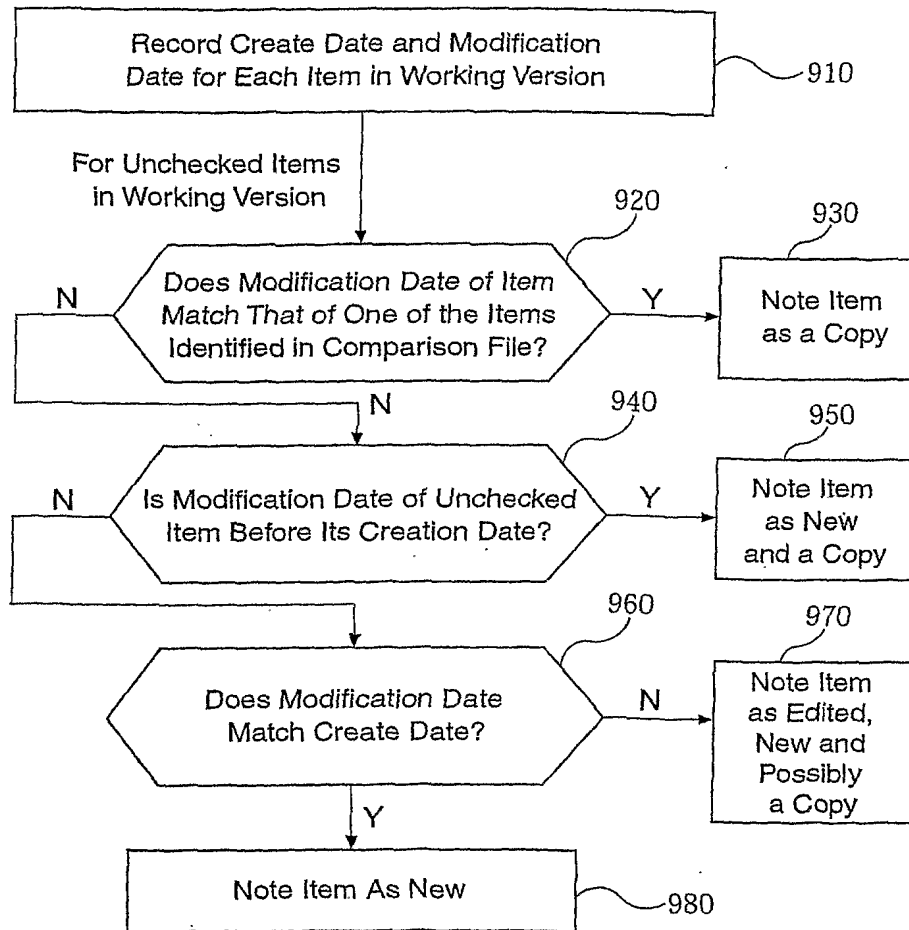 Record Create Date and Modification
Date for Each Item in Working Version
910
For Unchecked Items
in Working Version
920
930
Does Modification Date of Item
Match That of One of the Items
Identified in Comparison File?
N
Y
Note Item
as a Copy
N
940
950
Is Modification Date of Unchecked
Item Before Its Creation Date?
N
Y
Note Item
as New
and a Copy
960
970
Does Modification Date
Match Create Date?
N
Note Item
as Edited,
New and
Possibly
a Copy
Y
Note Item As New
980